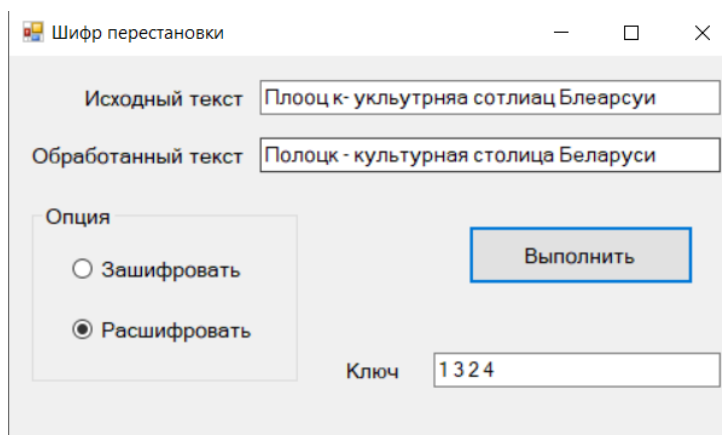 Шифр перестановки
Исходный текст Плооц к- укльутрняа сотлиац Блеарсуи
Обработанный текст Полоцк - культурная столица Беларуси
Опция
Зашифровать
Выполнить
Расшифровать
Ключ 1 3 2 4